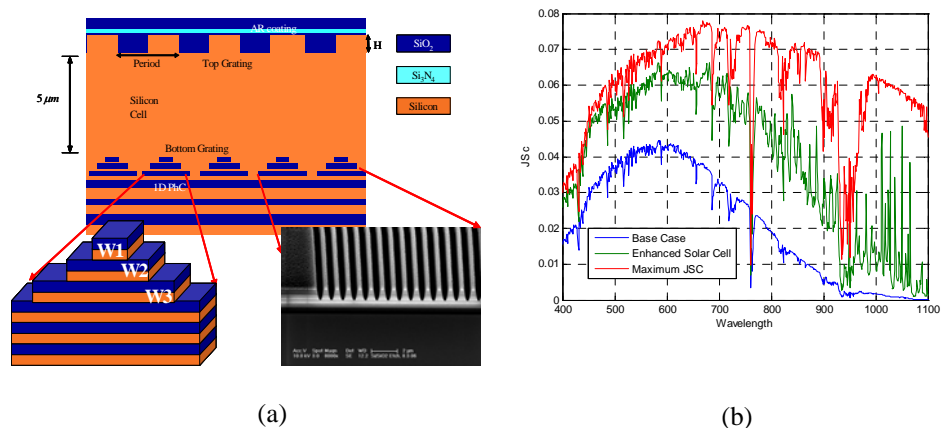 AR coating
H
Period
Top Grating
5 μm
Silicon
Cell
Bottom Grating
1D PhC
SiO2
Si3N4
Silicon
W1
W2
W3
2 μm
(a)
JSc
0.08
0.07
0.06
0.05
0.04
0.03
0.02
0.01
0
Base Case
Enhanced Solar Cell
Maximum JSC
400
500
600
700
800
900
1000
1100
Wavelength
(b)